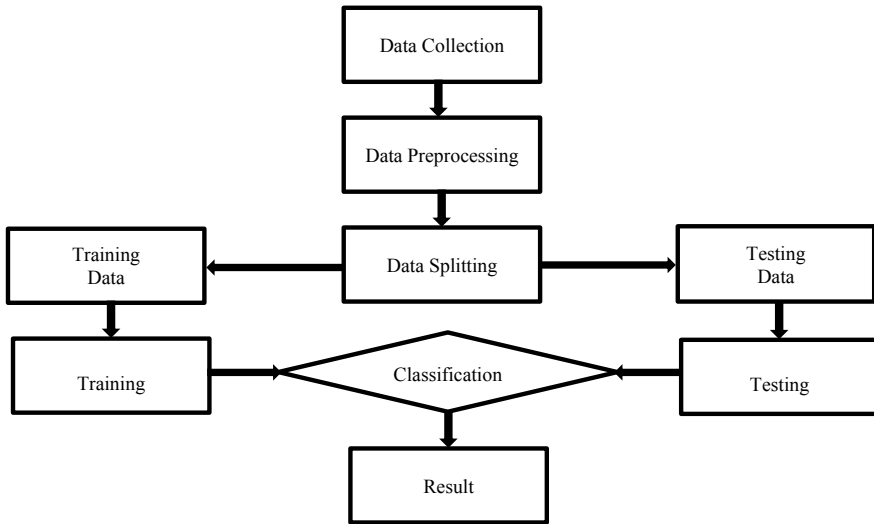 Data Collection
Data Preprocessing
Training
Data
Data Splitting
Testing
Data
Training
Classification
Testing
Result